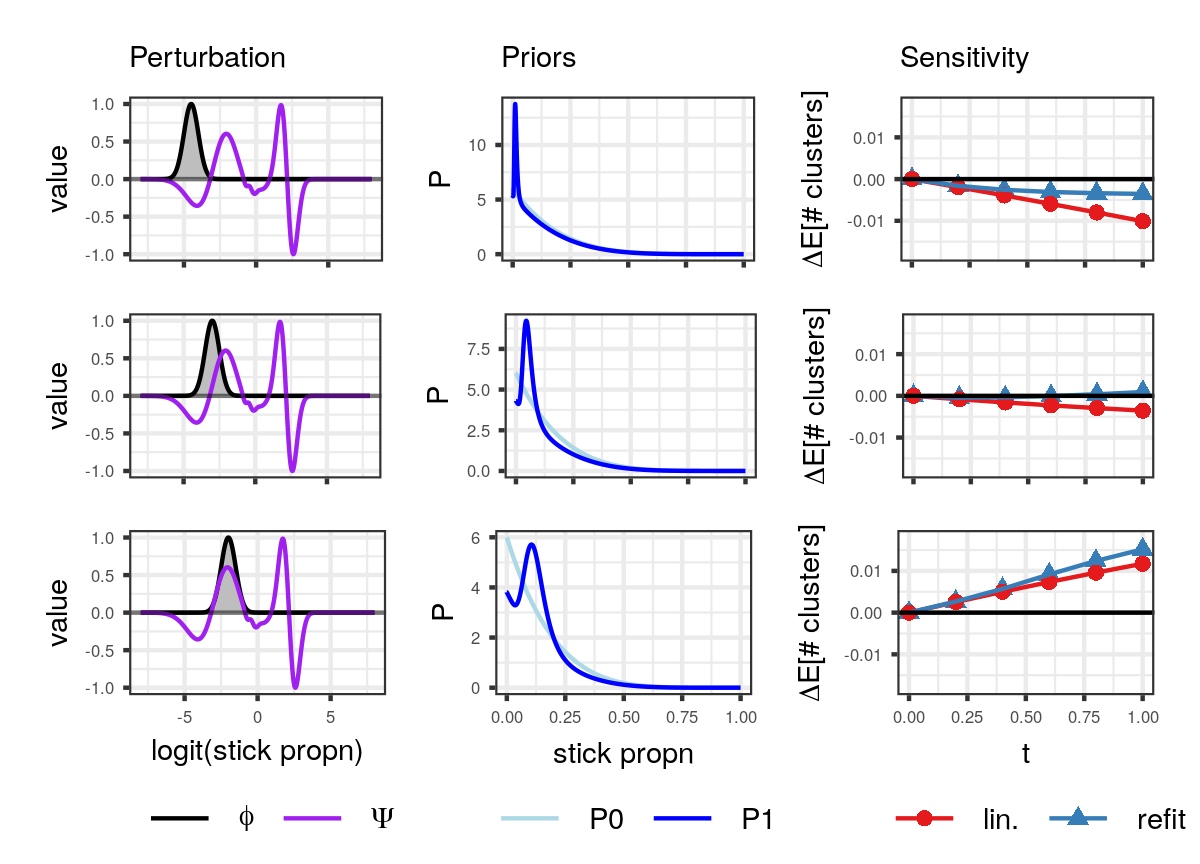 Perturbation Priors Sensitivity
value
1.0
0.5
0.0
-0.5
-1.0
P
10
5
0
ΔE[# clusters]
0.01
0.00
-0.01
value
1.0
0.5
0.0
-0.5
-1.0
P
7.5
5.0
2.5
0.0
ΔE[# clusters]
0.01
0.00
-0.01
value
1.0
0.5
0.0
-0.5
-1.0
-5 0 5
logit(stick propn)
P
6
4
2
0
0.00 0.25 0.50 0.75 1.00
stick propn
ΔE[# clusters]
0.01
0.00
-0.01
0.00 0.25 0.50 0.75 1.00
t
ϕ Ψ P0 P1 lin. refit